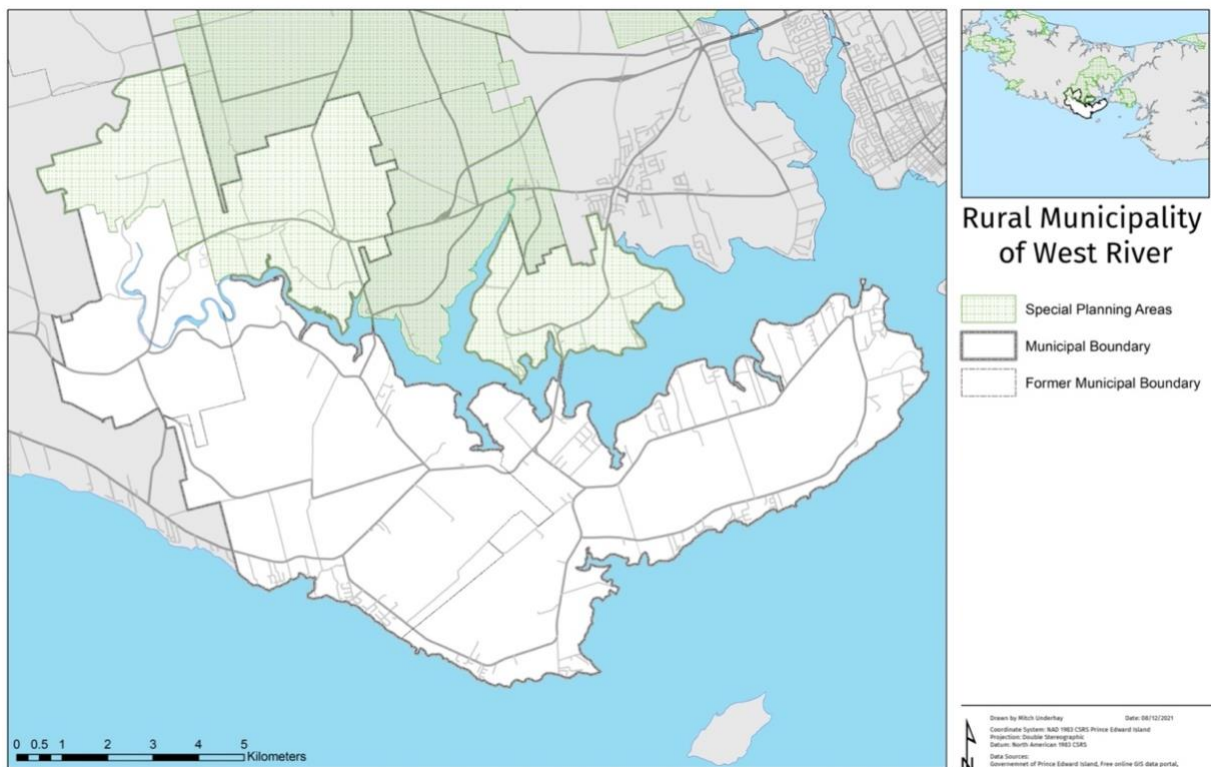 Rural Municipality
of West River
Special Planning Areas
Municipal Boundary
Former Municipal Boundary
0 0.5 1 2 3 4 5
Kilometers
N
Drawn by Mitch Underhay Date: 08/12/2021
Coordinate System: NAD 1983 CSRS Prince Edward Island
Projection: Double Stereographic
Datum: North American 1983 CSRS
Data Sources:
Governemnet of Prince Edward Island, Free online GIS data portal,